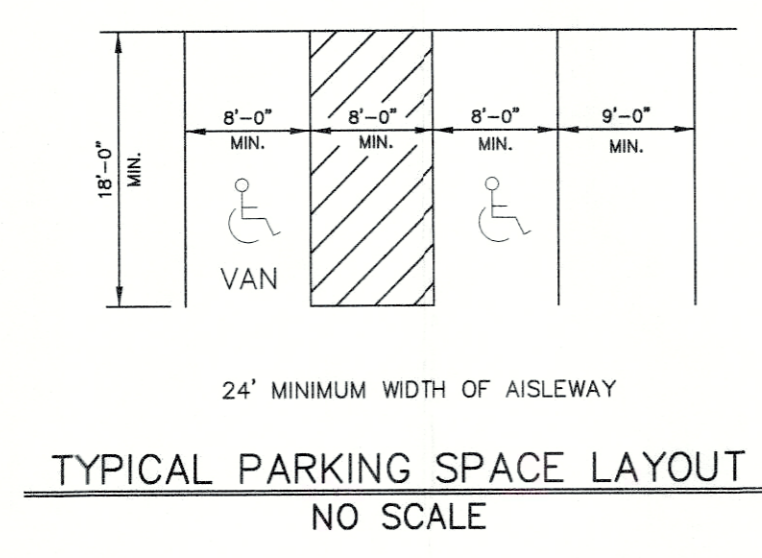 8'-0" 8'-0" 8'-0" 9'-0"
MIN. MIN. MIN. MIN.
18'-0"
MIN.
VAN
24' MINIMUM WIDTH OF AISLEWAY
TYPICAL PARKING SPACE LAYOUT
NO SCALE